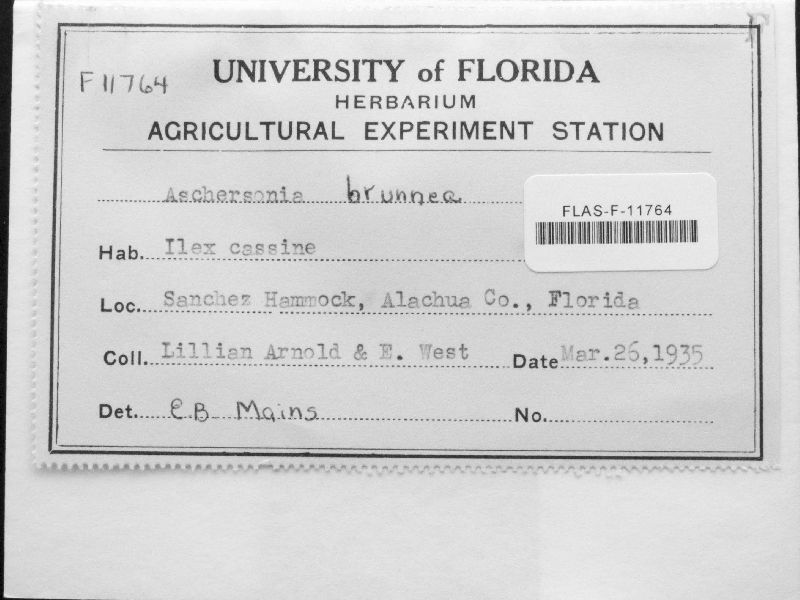 F 11764
UNIVERSITY of FLORIDA
HERBARIUM
AGRICULTURAL EXPERIMENT STATION
Aschersonia brunnea
FLAS-F-11764
Hab. Ilex cassine
Loc. Sanchez Hammock, Alachua Co., Florida
Coll. Lillian Arnold & E. West Date Mar.26,1935
Det. E.B Mains No.